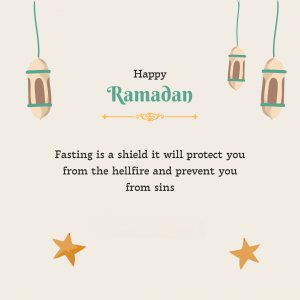 Happy
Ramadan
Fasting is a shield it will protect you
from the hellfire and prevent you
from sins